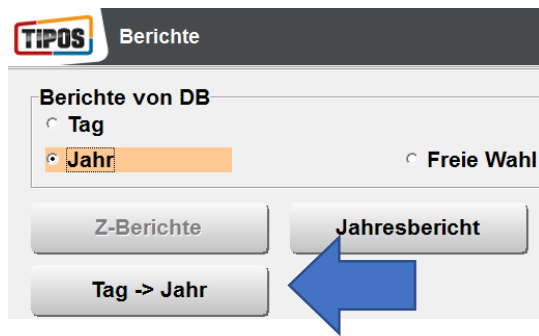 TIPOS Berichte
Berichte von DB
Tag
Jahr Freie Wahl
Z-Berichte Jahresbericht
Tag -> Jahr